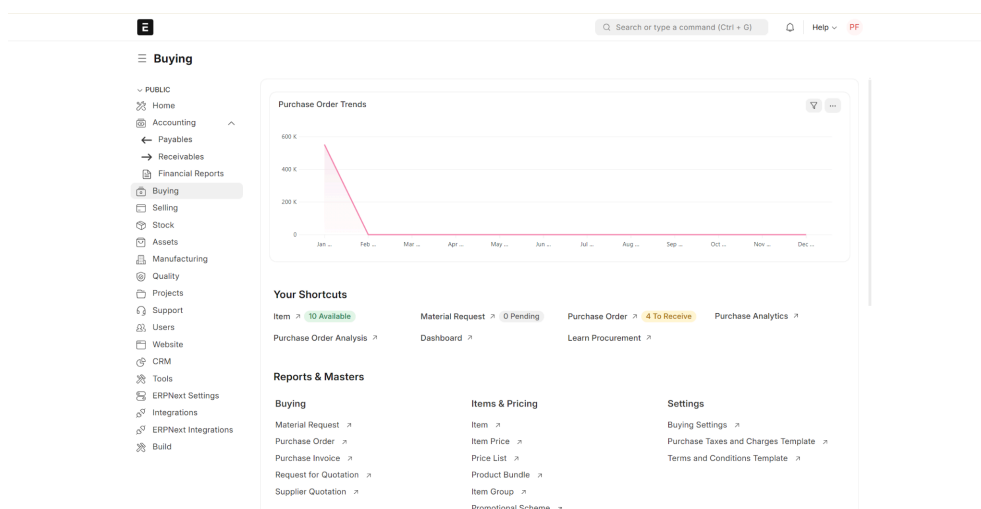 E
Search or type a command (Ctrl + G)
Help
PF
Buying
PUBLIC
Home
Accounting
Payables
Receivables
Financial Reports
Buying
Selling
Stock
Assets
Manufacturing
Quality
Projects
Support
Users
Website
CRM
Tools
ERPNext Settings
Integrations
ERPNext Integrations
Build
Purchase Order Trends
600 K
400 K
200 K
0
Jan ... Feb ... Mar ... Apr ... May ... Jun ... Jul ... Aug ... Sep ... Oct ... Nov ... Dec ...
Your Shortcuts
Item 10 Available Material Request 0 Pending Purchase Order 4 To Receive Purchase Analytics
Purchase Order Analysis Dashboard Learn Procurement
Reports & Masters
Buying
Material Request
Purchase Order
Purchase Invoice
Request for Quotation
Supplier Quotation
Items & Pricing
Item
Item Price
Price List
Product Bundle
Item Group
Promotional Scheme
Settings
Buying Settings
Purchase Taxes and Charges Template
Terms and Conditions Template